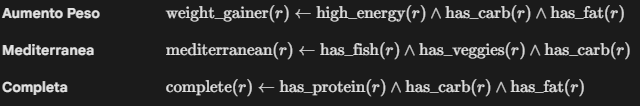 Aumento Peso weight_gainer(r) ← high_energy(r) ∧ has_carb(r) ∧ has_fat(r)
Mediterranea mediterranean(r) ← has_fish(r) ∧ has_veggies(r) ∧ has_carb(r)
Completa complete(r) ← has_protein(r) ∧ has_carb(r) ∧ has_fat(r)